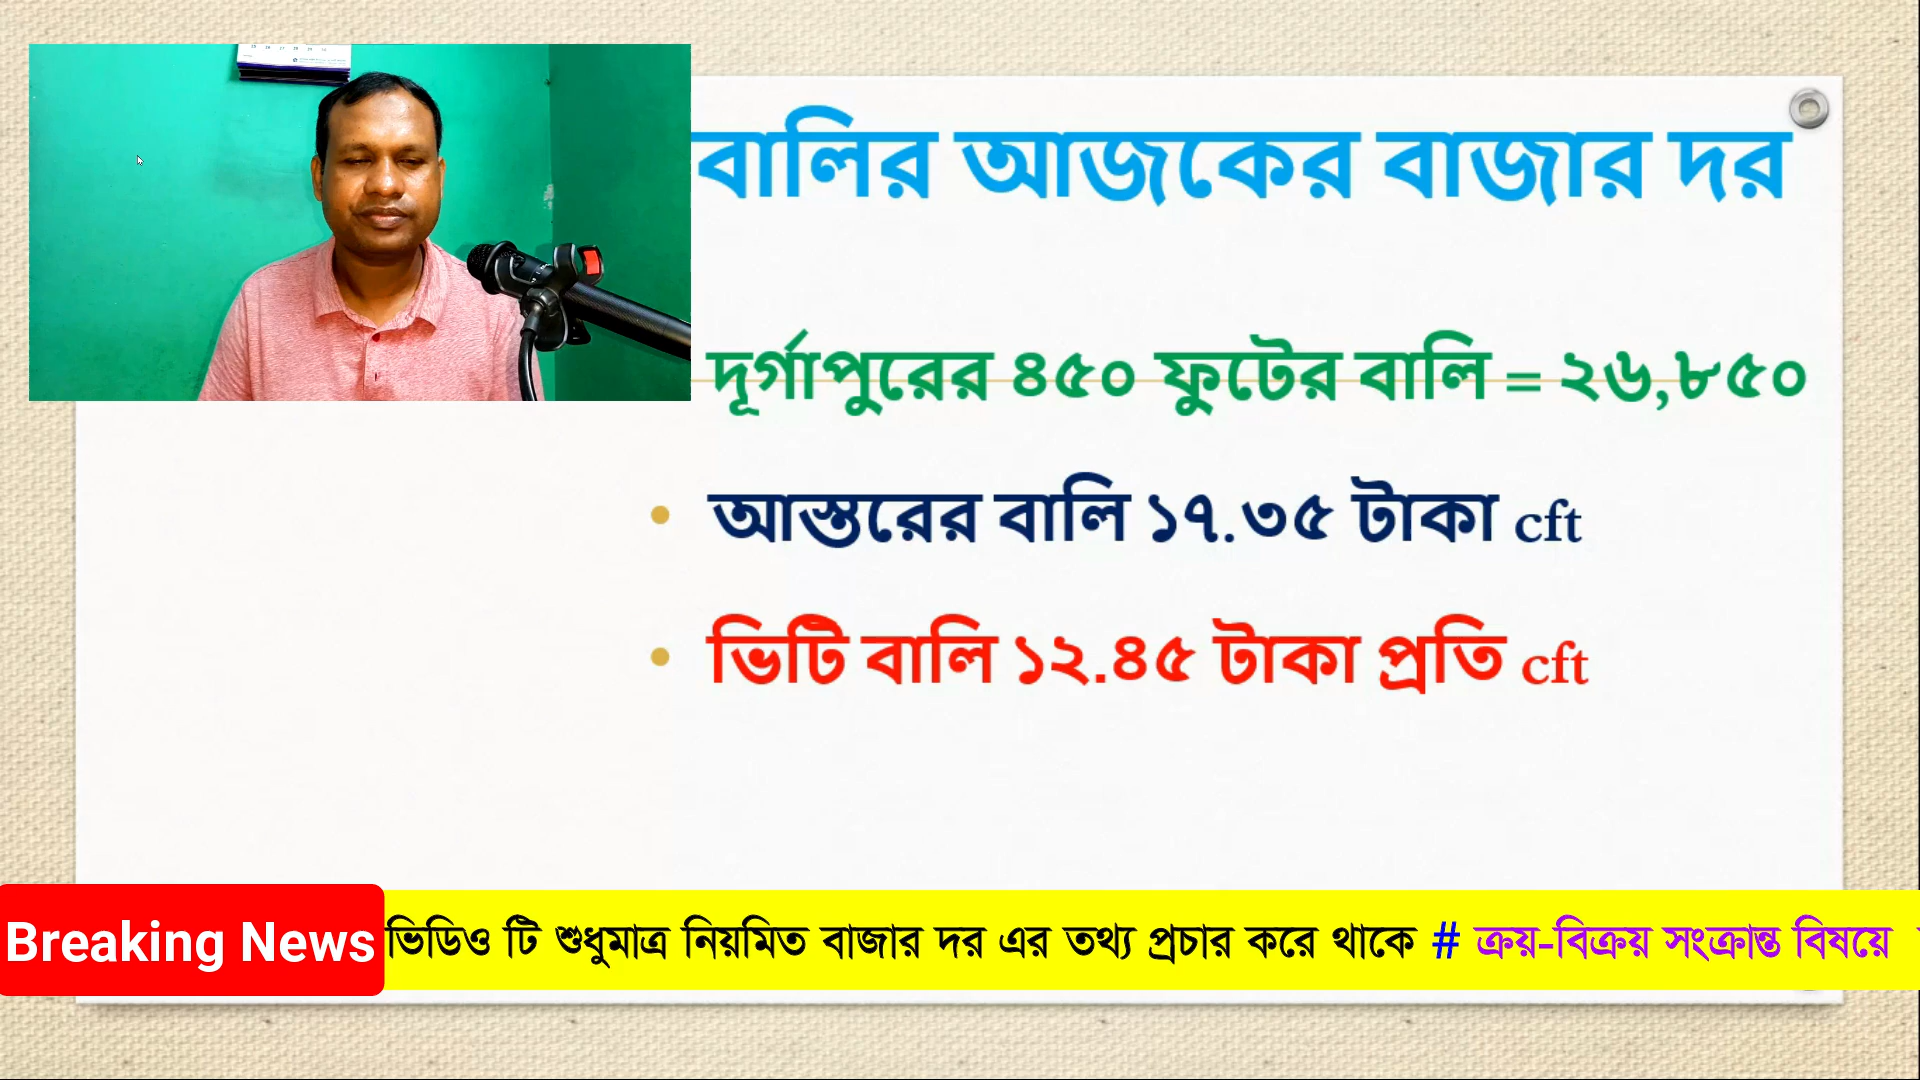 বালির আজকের বাজার দর
দূর্গাপুরের ৪৫০ ফুটের বালি = ২৬,৮৫০
• আস্তরের বালি ১৭.৩৫ টাকা cft
• ভিটি বালি ১২.৪৫ টাকা প্রতি cft
Breaking News ভিডিও টি শুধুমাত্র নিয়মিত বাজার দর এর তথ্য প্রচার করে থাকে # ক্রয়-বিক্রয় সংক্রান্ত বিষয়ে